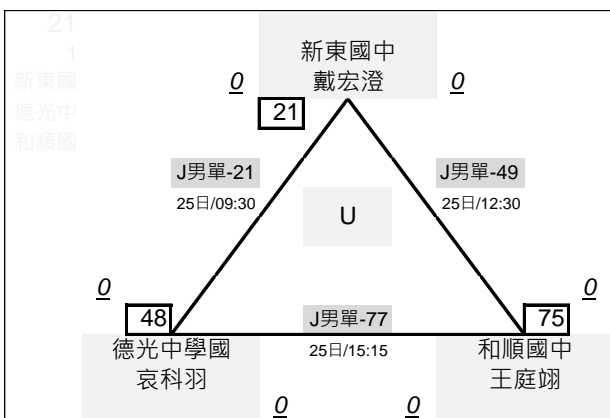 21
1
新東國
德光中
和順國
新東國中
戴宏澄
0
0
21
J男單-21
25日/09:30
J男單-49
25日/12:30
U
0
0
48
J男單-77
25日/15:15
75
德光中學國
哀科羽
和順國中
王庭翊
0
0